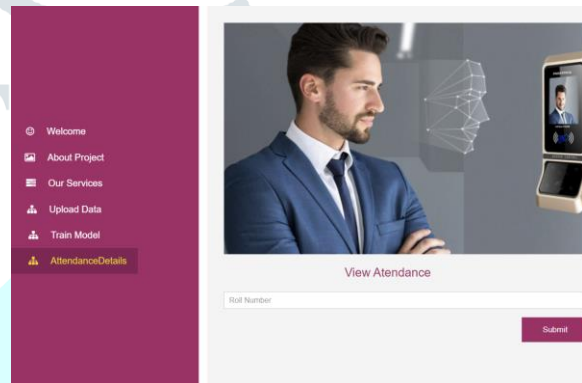 Welcome
About Project
Our Services
Upload Data
Train Model
AttendanceDetails
View Atendance
Roll Number
Submit